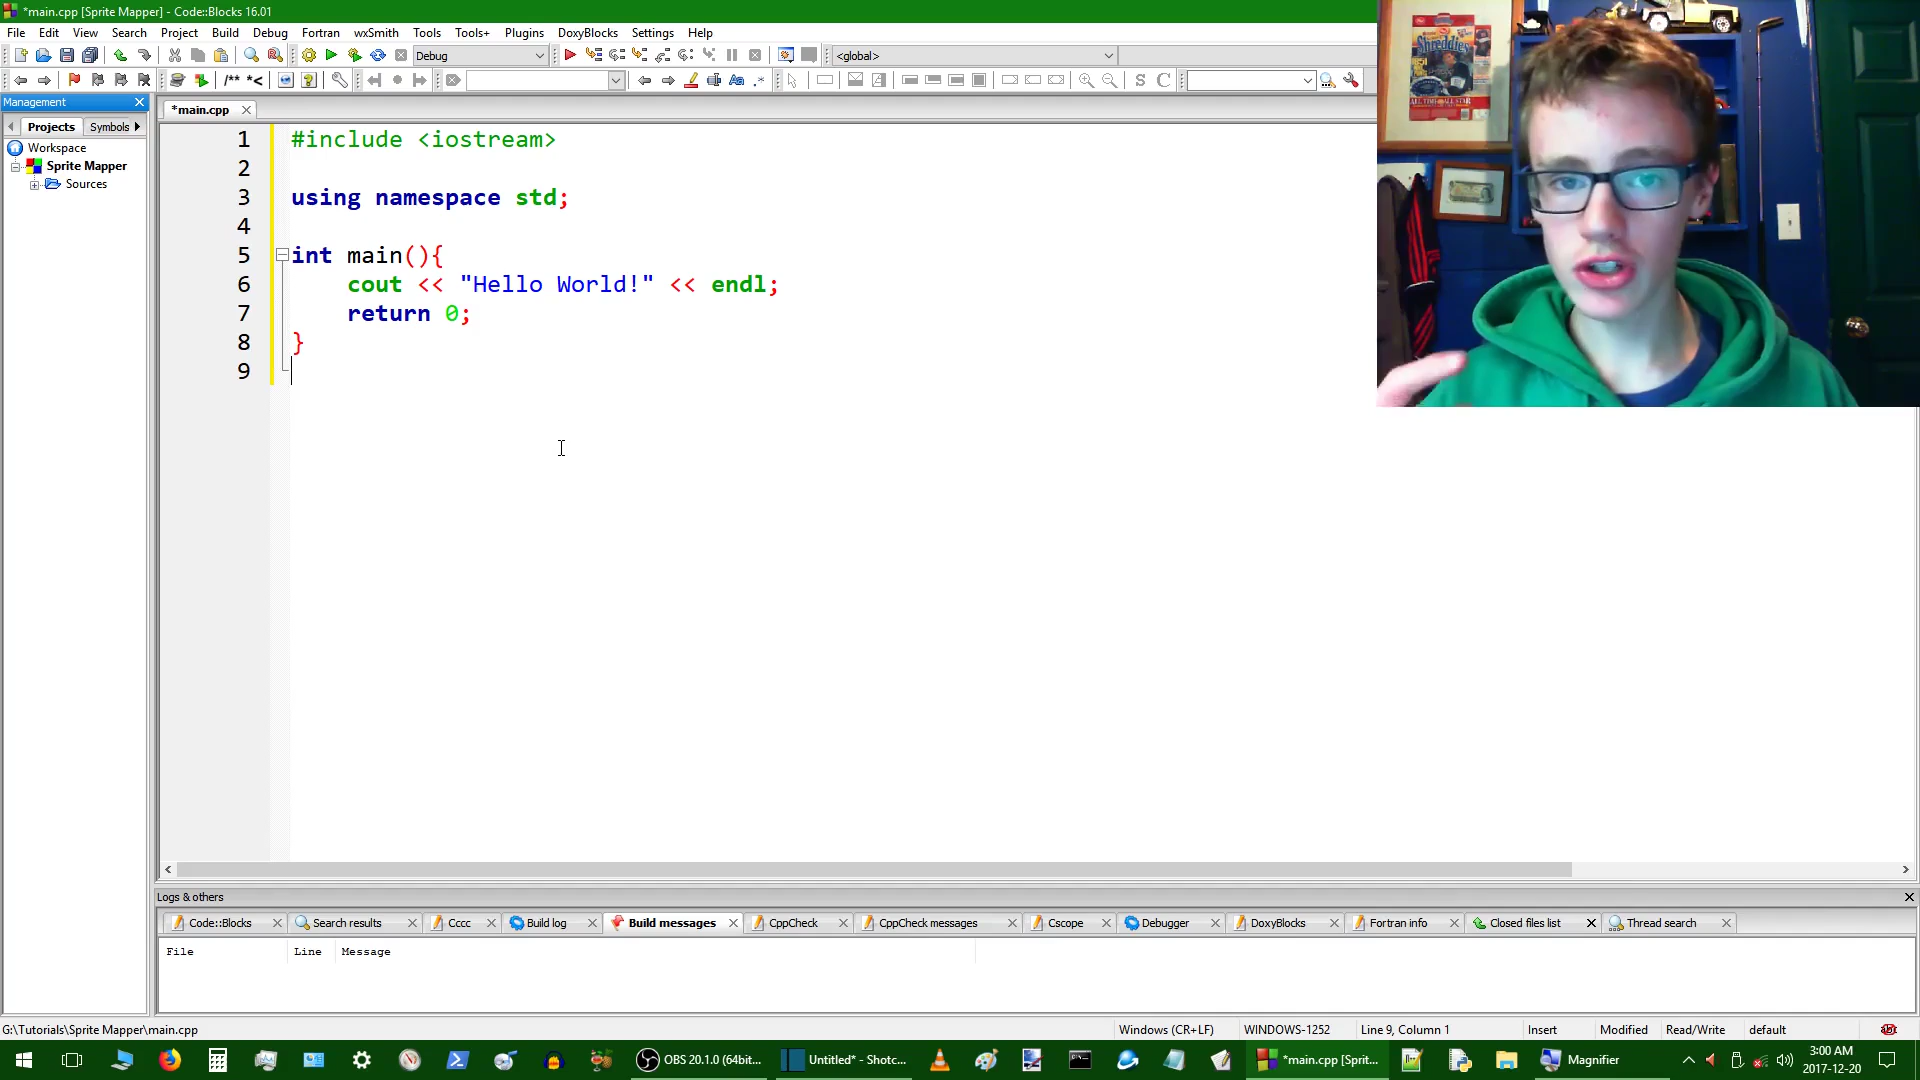 *main.cpp [Sprite Mapper] - Code::Blocks 16.01
File Edit View Search Project Build Debug Fortran wxSmith Tools Tools+ Plugins DoxyBlocks Settings Help
Debug <global>
/** *<
Management
Projects Symbols
Workspace
Sprite Mapper
Sources
*main.cpp
1 #include <iostream>
2
3 using namespace std;
4
5 int main(){
6 cout << "Hello World!" << endl;
7 return 0;
8 }
9
Shreddies
Logs & others
Code::Blocks Search results Cccc Build log Build messages CppCheck CppCheck messages Cscope Debugger DoxyBlocks Fortran info Closed files list Thread search
File Line Message
G:\Tutorials\Sprite Mapper\main.cpp Windows (CR+LF) WINDOWS-1252 Line 9, Column 1 Insert Modified Read/Write default
OBS 20.1.0 (64bit... Untitled* - Shotc... *main.cpp [Sprit... Magnifier 3:00 AM
2017-12-20